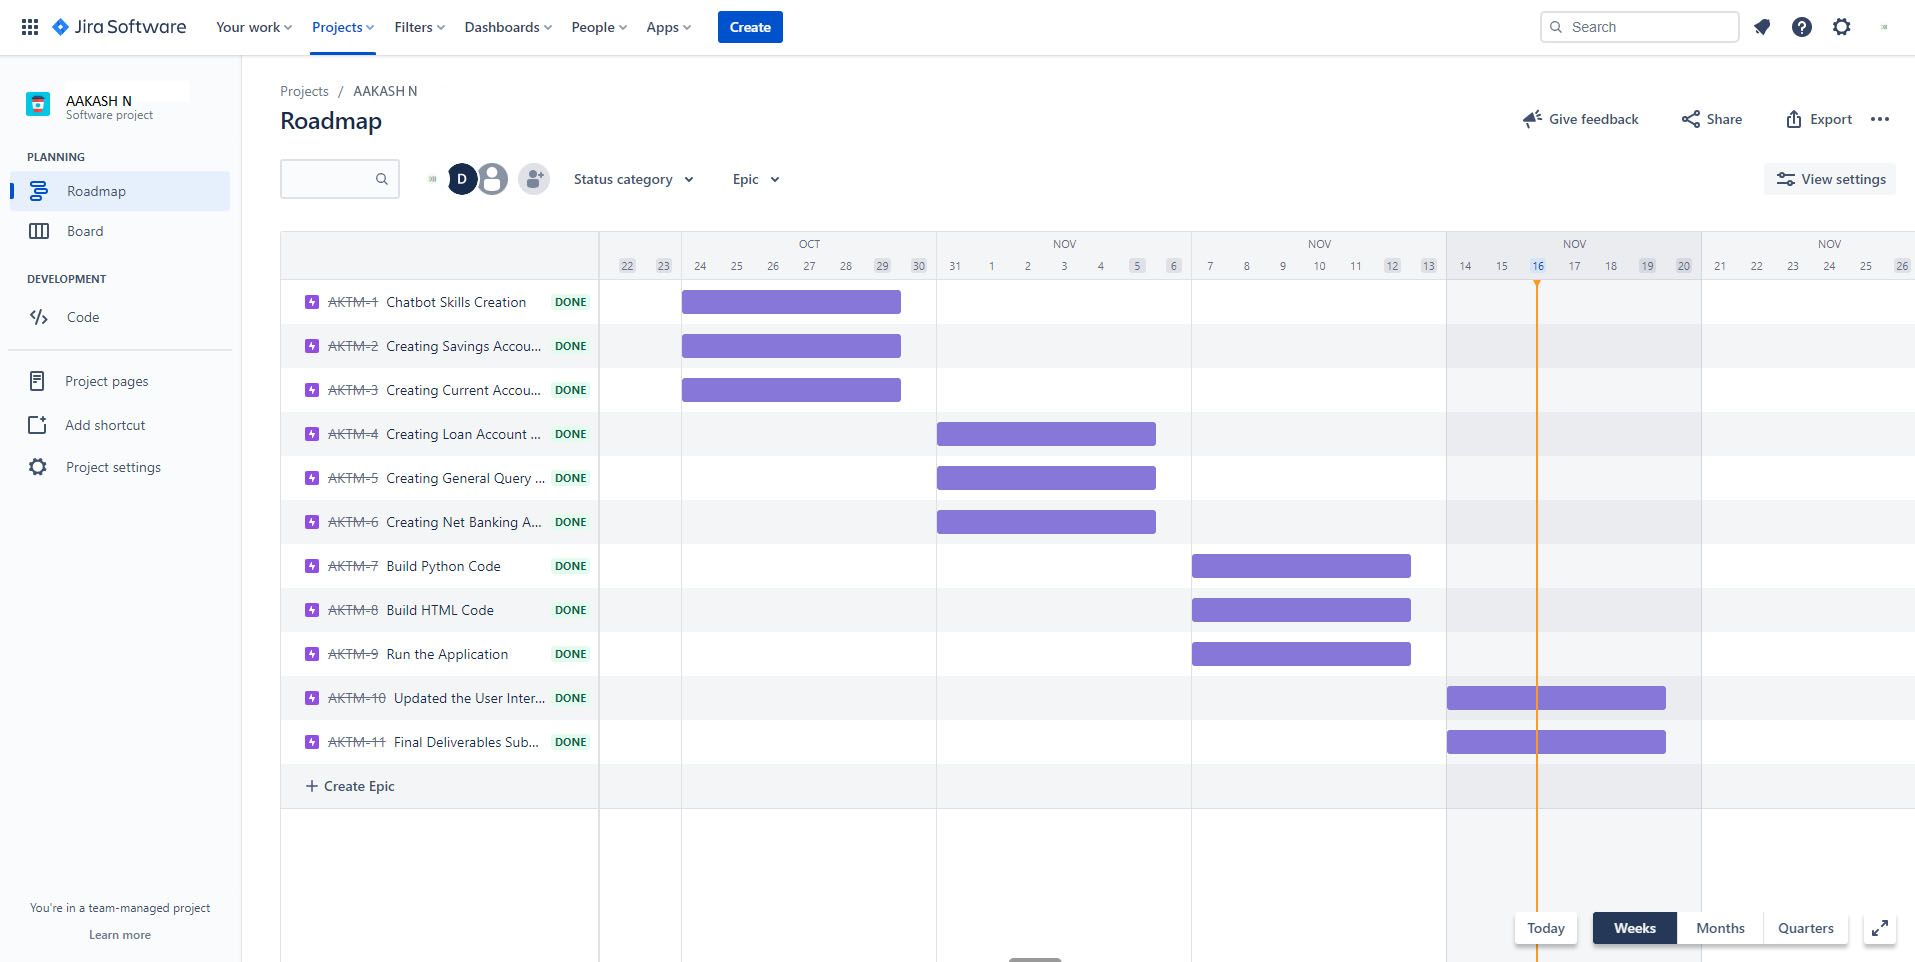 Jira Software Your work Projects Filters Dashboards People Apps Create Search
AAKASH N
Software project
PLANNING
Roadmap
Board
DEVELOPMENT
Code
Project pages
Add shortcut
Project settings
You're in a team-managed project
Learn more
Projects / AAKASH N
Roadmap
Give feedback Share Export
D Status category Epic View settings
OCT NOV NOV NOV NOV
22 23 24 25 26 27 28 29 30 31 1 2 3 4 5 6 7 8 9 10 11 12 13 14 15 16 17 18 19 20 21 22 23 24 25 26
AKTM-1 Chatbot Skills Creation DONE
AKTM-2 Creating Savings Accou... DONE
AKTM-3 Creating Current Accou... DONE
AKTM-4 Creating Loan Account ... DONE
AKTM-5 Creating General Query ... DONE
AKTM-6 Creating Net Banking A... DONE
AKTM-7 Build Python Code DONE
AKTM-8 Build HTML Code DONE
AKTM-9 Run the Application DONE
AKTM-10 Updated the User Inter... DONE
AKTM-11 Final Deliverables Sub... DONE
+ Create Epic
Today Weeks Months Quarters